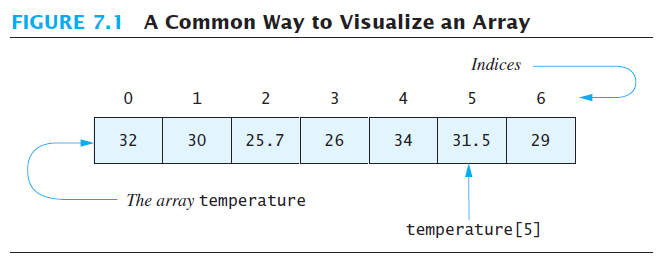 FIGURE 7.1 A Common Way to Visualize an Array
Indices
0 1 2 3 4 5 6
32 30 25.7 26 34 31.5 29
The array temperature
temperature[5]